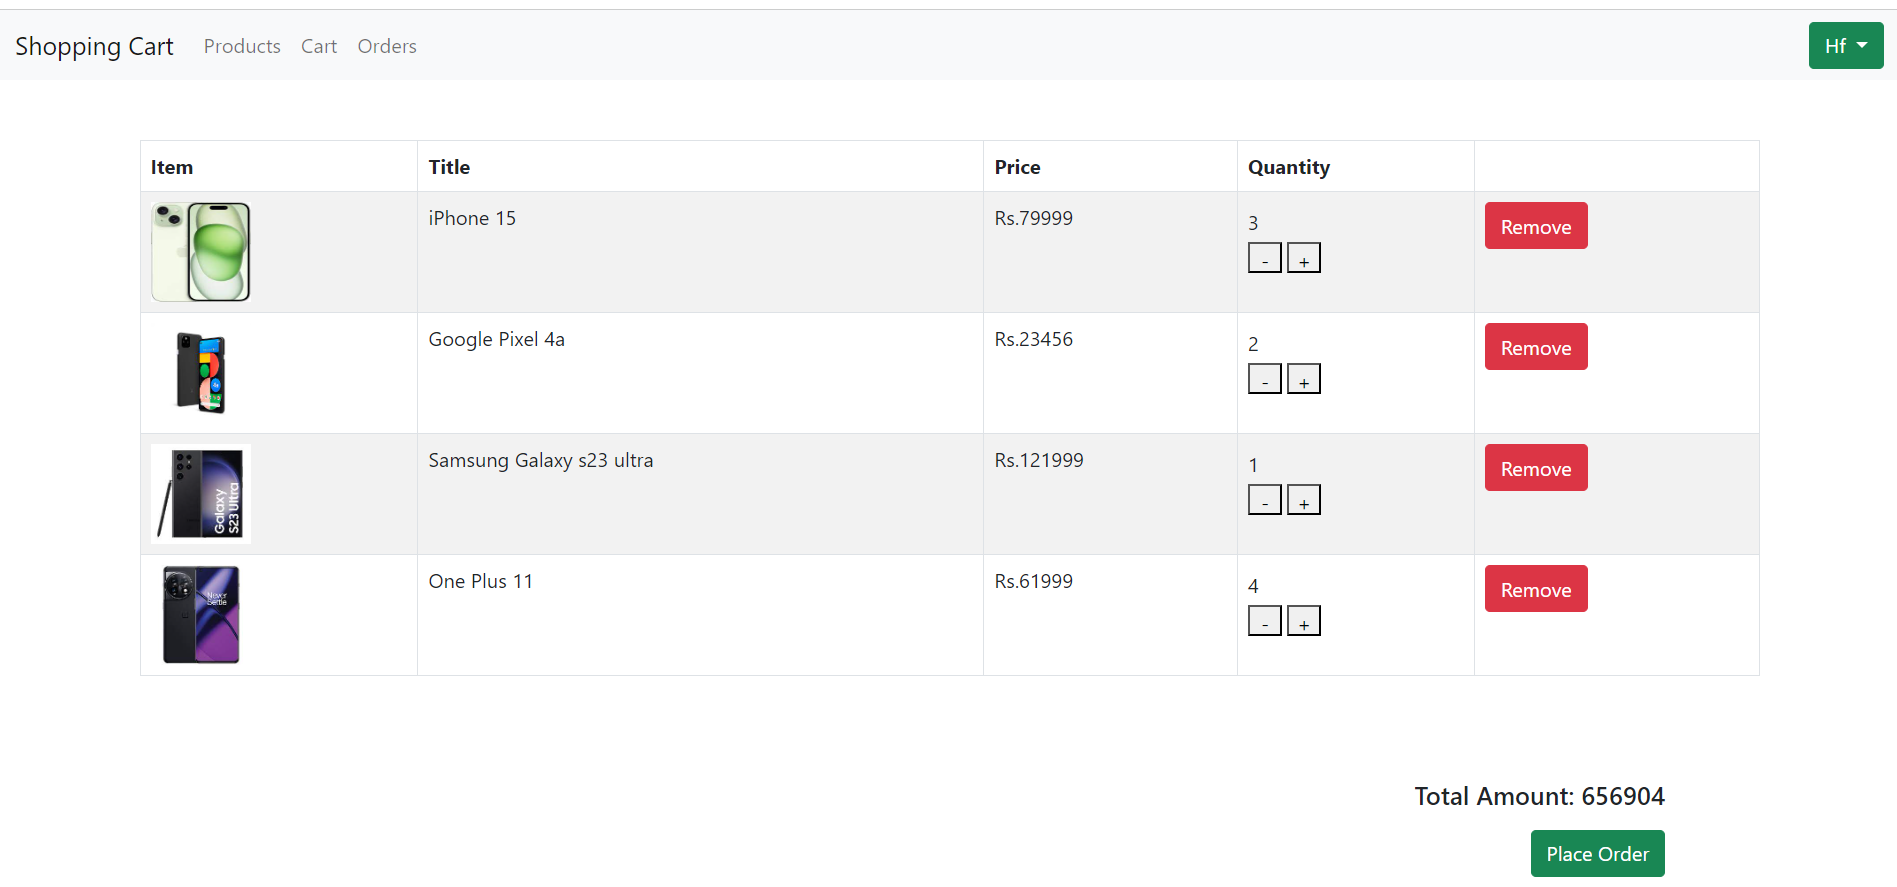 Shopping Cart Products Cart Orders Hf
Item Title Price Quantity
iPhone 15 Rs.79999 3 Remove
- +
Google Pixel 4a Rs.23456 2 Remove
- +
Samsung Galaxy s23 ultra Rs.121999 1 Remove
- +
Galaxy
S23 Ultra
One Plus 11 Rs.61999 4 Remove
- +
Never
Settle
Total Amount: 656904
Place Order